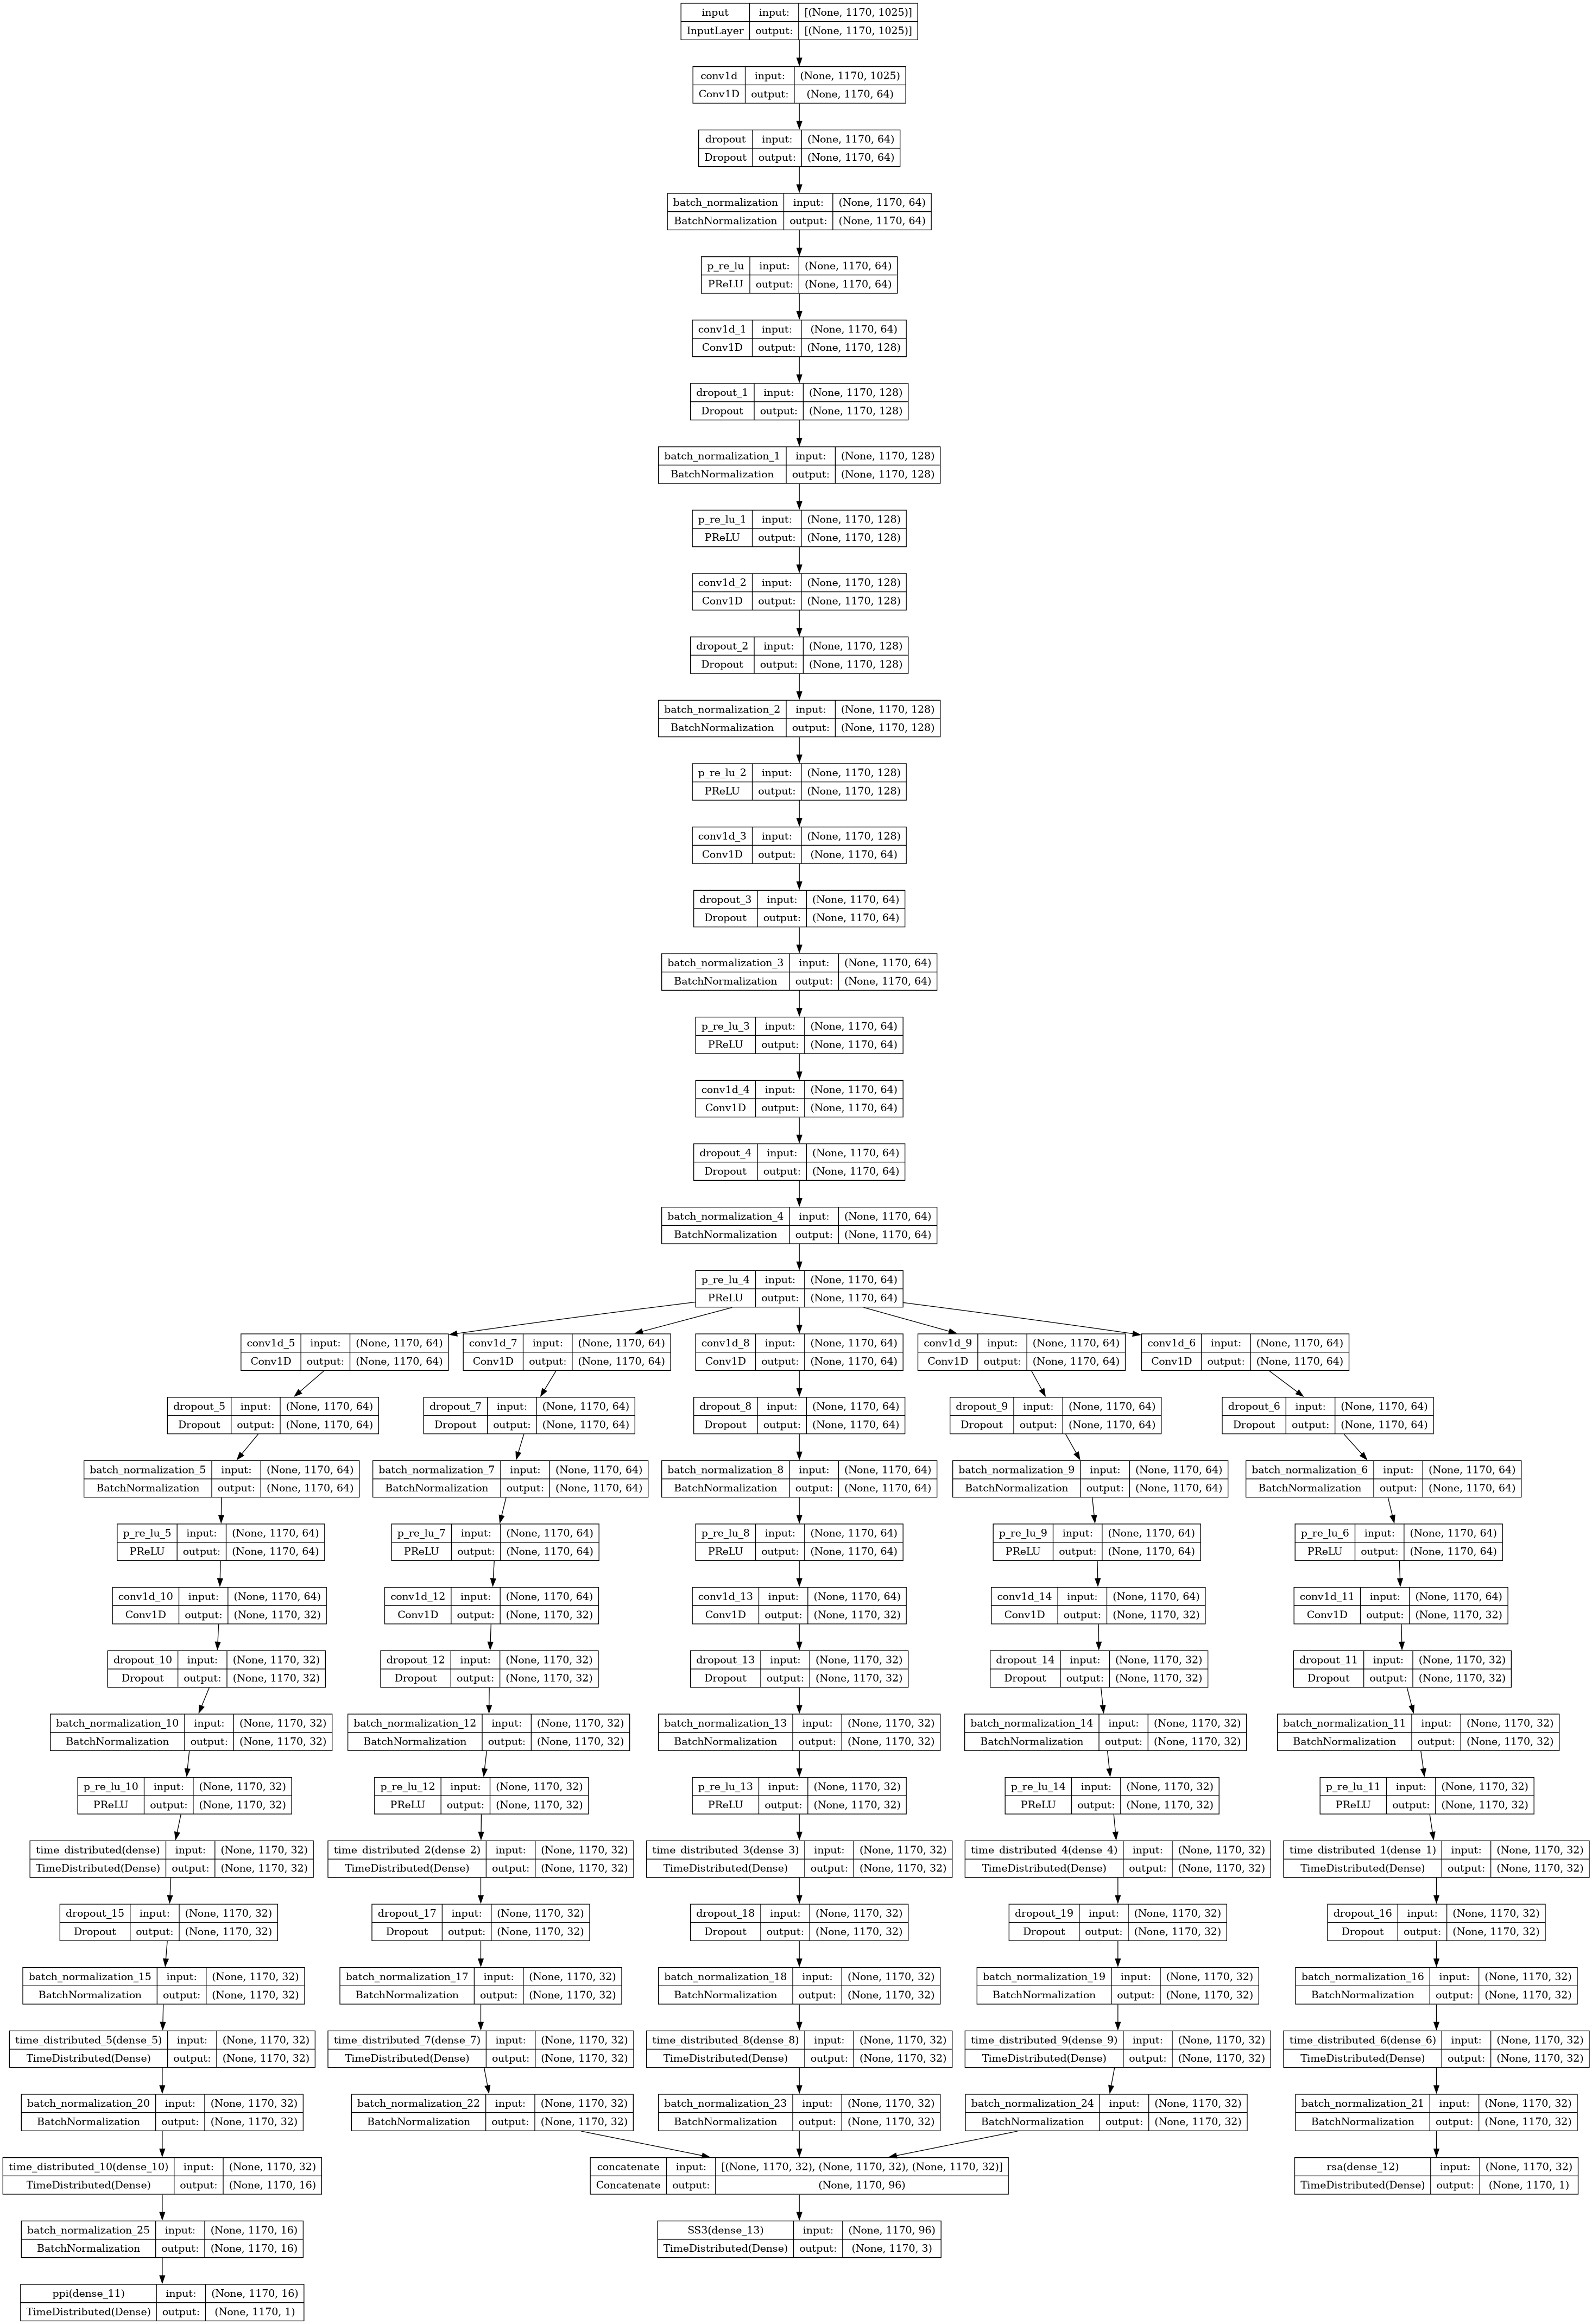 input input: [(None, 1170, 1025)]
InputLayer output: [(None, 1170, 1025)]
conv1d input: (None, 1170, 1025)
Conv1D output: (None, 1170, 64)
dropout input: (None, 1170, 64)
Dropout output: (None, 1170, 64)
batch_normalization input: (None, 1170, 64)
BatchNormalization output: (None, 1170, 64)
p_re_lu input: (None, 1170, 64)
PReLU output: (None, 1170, 64)
conv1d_1 input: (None, 1170, 64)
Conv1D output: (None, 1170, 128)
dropout_1 input: (None, 1170, 128)
Dropout output: (None, 1170, 128)
batch_normalization_1 input: (None, 1170, 128)
BatchNormalization output: (None, 1170, 128)
p_re_lu_1 input: (None, 1170, 128)
PReLU output: (None, 1170, 128)
conv1d_2 input: (None, 1170, 128)
Conv1D output: (None, 1170, 128)
dropout_2 input: (None, 1170, 128)
Dropout output: (None, 1170, 128)
batch_normalization_2 input: (None, 1170, 128)
BatchNormalization output: (None, 1170, 128)
p_re_lu_2 input: (None, 1170, 128)
PReLU output: (None, 1170, 128)
conv1d_3 input: (None, 1170, 128)
Conv1D output: (None, 1170, 64)
dropout_3 input: (None, 1170, 64)
Dropout output: (None, 1170, 64)
batch_normalization_3 input: (None, 1170, 64)
BatchNormalization output: (None, 1170, 64)
p_re_lu_3 input: (None, 1170, 64)
PReLU output: (None, 1170, 64)
conv1d_4 input: (None, 1170, 64)
Conv1D output: (None, 1170, 64)
dropout_4 input: (None, 1170, 64)
Dropout output: (None, 1170, 64)
batch_normalization_4 input: (None, 1170, 64)
BatchNormalization output: (None, 1170, 64)
p_re_lu_4 input: (None, 1170, 64)
PReLU output: (None, 1170, 64)
conv1d_5 input: (None, 1170, 64) conv1d_7 input: (None, 1170, 64) conv1d_8 input: (None, 1170, 64) conv1d_9 input: (None, 1170, 64) conv1d_6 input: (None, 1170, 64)
Conv1D output: (None, 1170, 64) Conv1D output: (None, 1170, 64) Conv1D output: (None, 1170, 64) Conv1D output: (None, 1170, 64) Conv1D output: (None, 1170, 64)
dropout_5 input: (None, 1170, 64) dropout_7 input: (None, 1170, 64) dropout_8 input: (None, 1170, 64) dropout_9 input: (None, 1170, 64) dropout_6 input: (None, 1170, 64)
Dropout output: (None, 1170, 64) Dropout output: (None, 1170, 64) Dropout output: (None, 1170, 64) Dropout output: (None, 1170, 64) Dropout output: (None, 1170, 64)
batch_normalization_5 input: (None, 1170, 64) batch_normalization_7 input: (None, 1170, 64) batch_normalization_8 input: (None, 1170, 64) batch_normalization_9 input: (None, 1170, 64) batch_normalization_6 input: (None, 1170, 64)
BatchNormalization output: (None, 1170, 64) BatchNormalization output: (None, 1170, 64) BatchNormalization output: (None, 1170, 64) BatchNormalization output: (None, 1170, 64) BatchNormalization output: (None, 1170, 64)
p_re_lu_5 input: (None, 1170, 64) p_re_lu_7 input: (None, 1170, 64) p_re_lu_8 input: (None, 1170, 64) p_re_lu_9 input: (None, 1170, 64) p_re_lu_6 input: (None, 1170, 64)
PReLU output: (None, 1170, 64) PReLU output: (None, 1170, 64) PReLU output: (None, 1170, 64) PReLU output: (None, 1170, 64) PReLU output: (None, 1170, 64)
conv1d_10 input: (None, 1170, 64) conv1d_12 input: (None, 1170, 64) conv1d_13 input: (None, 1170, 64) conv1d_14 input: (None, 1170, 64) conv1d_11 input: (None, 1170, 64)
Conv1D output: (None, 1170, 32) Conv1D output: (None, 1170, 32) Conv1D output: (None, 1170, 32) Conv1D output: (None, 1170, 32) Conv1D output: (None, 1170, 32)
dropout_10 input: (None, 1170, 32) dropout_12 input: (None, 1170, 32) dropout_13 input: (None, 1170, 32) dropout_14 input: (None, 1170, 32) dropout_11 input: (None, 1170, 32)
Dropout output: (None, 1170, 32) Dropout output: (None, 1170, 32) Dropout output: (None, 1170, 32) Dropout output: (None, 1170, 32) Dropout output: (None, 1170, 32)
batch_normalization_10 input: (None, 1170, 32) batch_normalization_12 input: (None, 1170, 32) batch_normalization_13 input: (None, 1170, 32) batch_normalization_14 input: (None, 1170, 32) batch_normalization_11 input: (None, 1170, 32)
BatchNormalization output: (None, 1170, 32) BatchNormalization output: (None, 1170, 32) BatchNormalization output: (None, 1170, 32) BatchNormalization output: (None, 1170, 32) BatchNormalization output: (None, 1170, 32)
p_re_lu_10 input: (None, 1170, 32) p_re_lu_12 input: (None, 1170, 32) p_re_lu_13 input: (None, 1170, 32) p_re_lu_14 input: (None, 1170, 32) p_re_lu_11 input: (None, 1170, 32)
PReLU output: (None, 1170, 32) PReLU output: (None, 1170, 32) PReLU output: (None, 1170, 32) PReLU output: (None, 1170, 32) PReLU output: (None, 1170, 32)
time_distributed(dense) input: (None, 1170, 32) time_distributed_2(dense_2) input: (None, 1170, 32) time_distributed_3(dense_3) input: (None, 1170, 32) time_distributed_4(dense_4) input: (None, 1170, 32) time_distributed_1(dense_1) input: (None, 1170, 32)
TimeDistributed(Dense) output: (None, 1170, 32) TimeDistributed(Dense) output: (None, 1170, 32) TimeDistributed(Dense) output: (None, 1170, 32) TimeDistributed(Dense) output: (None, 1170, 32) TimeDistributed(Dense) output: (None, 1170, 32)
dropout_15 input: (None, 1170, 32) dropout_17 input: (None, 1170, 32) dropout_18 input: (None, 1170, 32) dropout_19 input: (None, 1170, 32) dropout_16 input: (None, 1170, 32)
Dropout output: (None, 1170, 32) Dropout output: (None, 1170, 32) Dropout output: (None, 1170, 32) Dropout output: (None, 1170, 32) Dropout output: (None, 1170, 32)
batch_normalization_15 input: (None, 1170, 32) batch_normalization_17 input: (None, 1170, 32) batch_normalization_18 input: (None, 1170, 32) batch_normalization_19 input: (None, 1170, 32) batch_normalization_16 input: (None, 1170, 32)
BatchNormalization output: (None, 1170, 32) BatchNormalization output: (None, 1170, 32) BatchNormalization output: (None, 1170, 32) BatchNormalization output: (None, 1170, 32) BatchNormalization output: (None, 1170, 32)
time_distributed_5(dense_5) input: (None, 1170, 32) time_distributed_7(dense_7) input: (None, 1170, 32) time_distributed_8(dense_8) input: (None, 1170, 32) time_distributed_9(dense_9) input: (None, 1170, 32) time_distributed_6(dense_6) input: (None, 1170, 32)
TimeDistributed(Dense) output: (None, 1170, 32) TimeDistributed(Dense) output: (None, 1170, 32) TimeDistributed(Dense) output: (None, 1170, 32) TimeDistributed(Dense) output: (None, 1170, 32) TimeDistributed(Dense) output: (None, 1170, 32)
batch_normalization_20 input: (None, 1170, 32) batch_normalization_22 input: (None, 1170, 32) batch_normalization_23 input: (None, 1170, 32) batch_normalization_24 input: (None, 1170, 32) batch_normalization_21 input: (None, 1170, 32)
BatchNormalization output: (None, 1170, 32) BatchNormalization output: (None, 1170, 32) BatchNormalization output: (None, 1170, 32) BatchNormalization output: (None, 1170, 32) BatchNormalization output: (None, 1170, 32)
time_distributed_10(dense_10) input: (None, 1170, 32) concatenate input: [(None, 1170, 32), (None, 1170, 32), (None, 1170, 32)] rsa(dense_12) input: (None, 1170, 32)
TimeDistributed(Dense) output: (None, 1170, 16) Concatenate output: (None, 1170, 96) TimeDistributed(Dense) output: (None, 1170, 1)
batch_normalization_25 input: (None, 1170, 16) SS3(dense_13) input: (None, 1170, 96)
BatchNormalization output: (None, 1170, 16) TimeDistributed(Dense) output: (None, 1170, 3)
ppi(dense_11) input: (None, 1170, 16)
TimeDistributed(Dense) output: (None, 1170, 1)